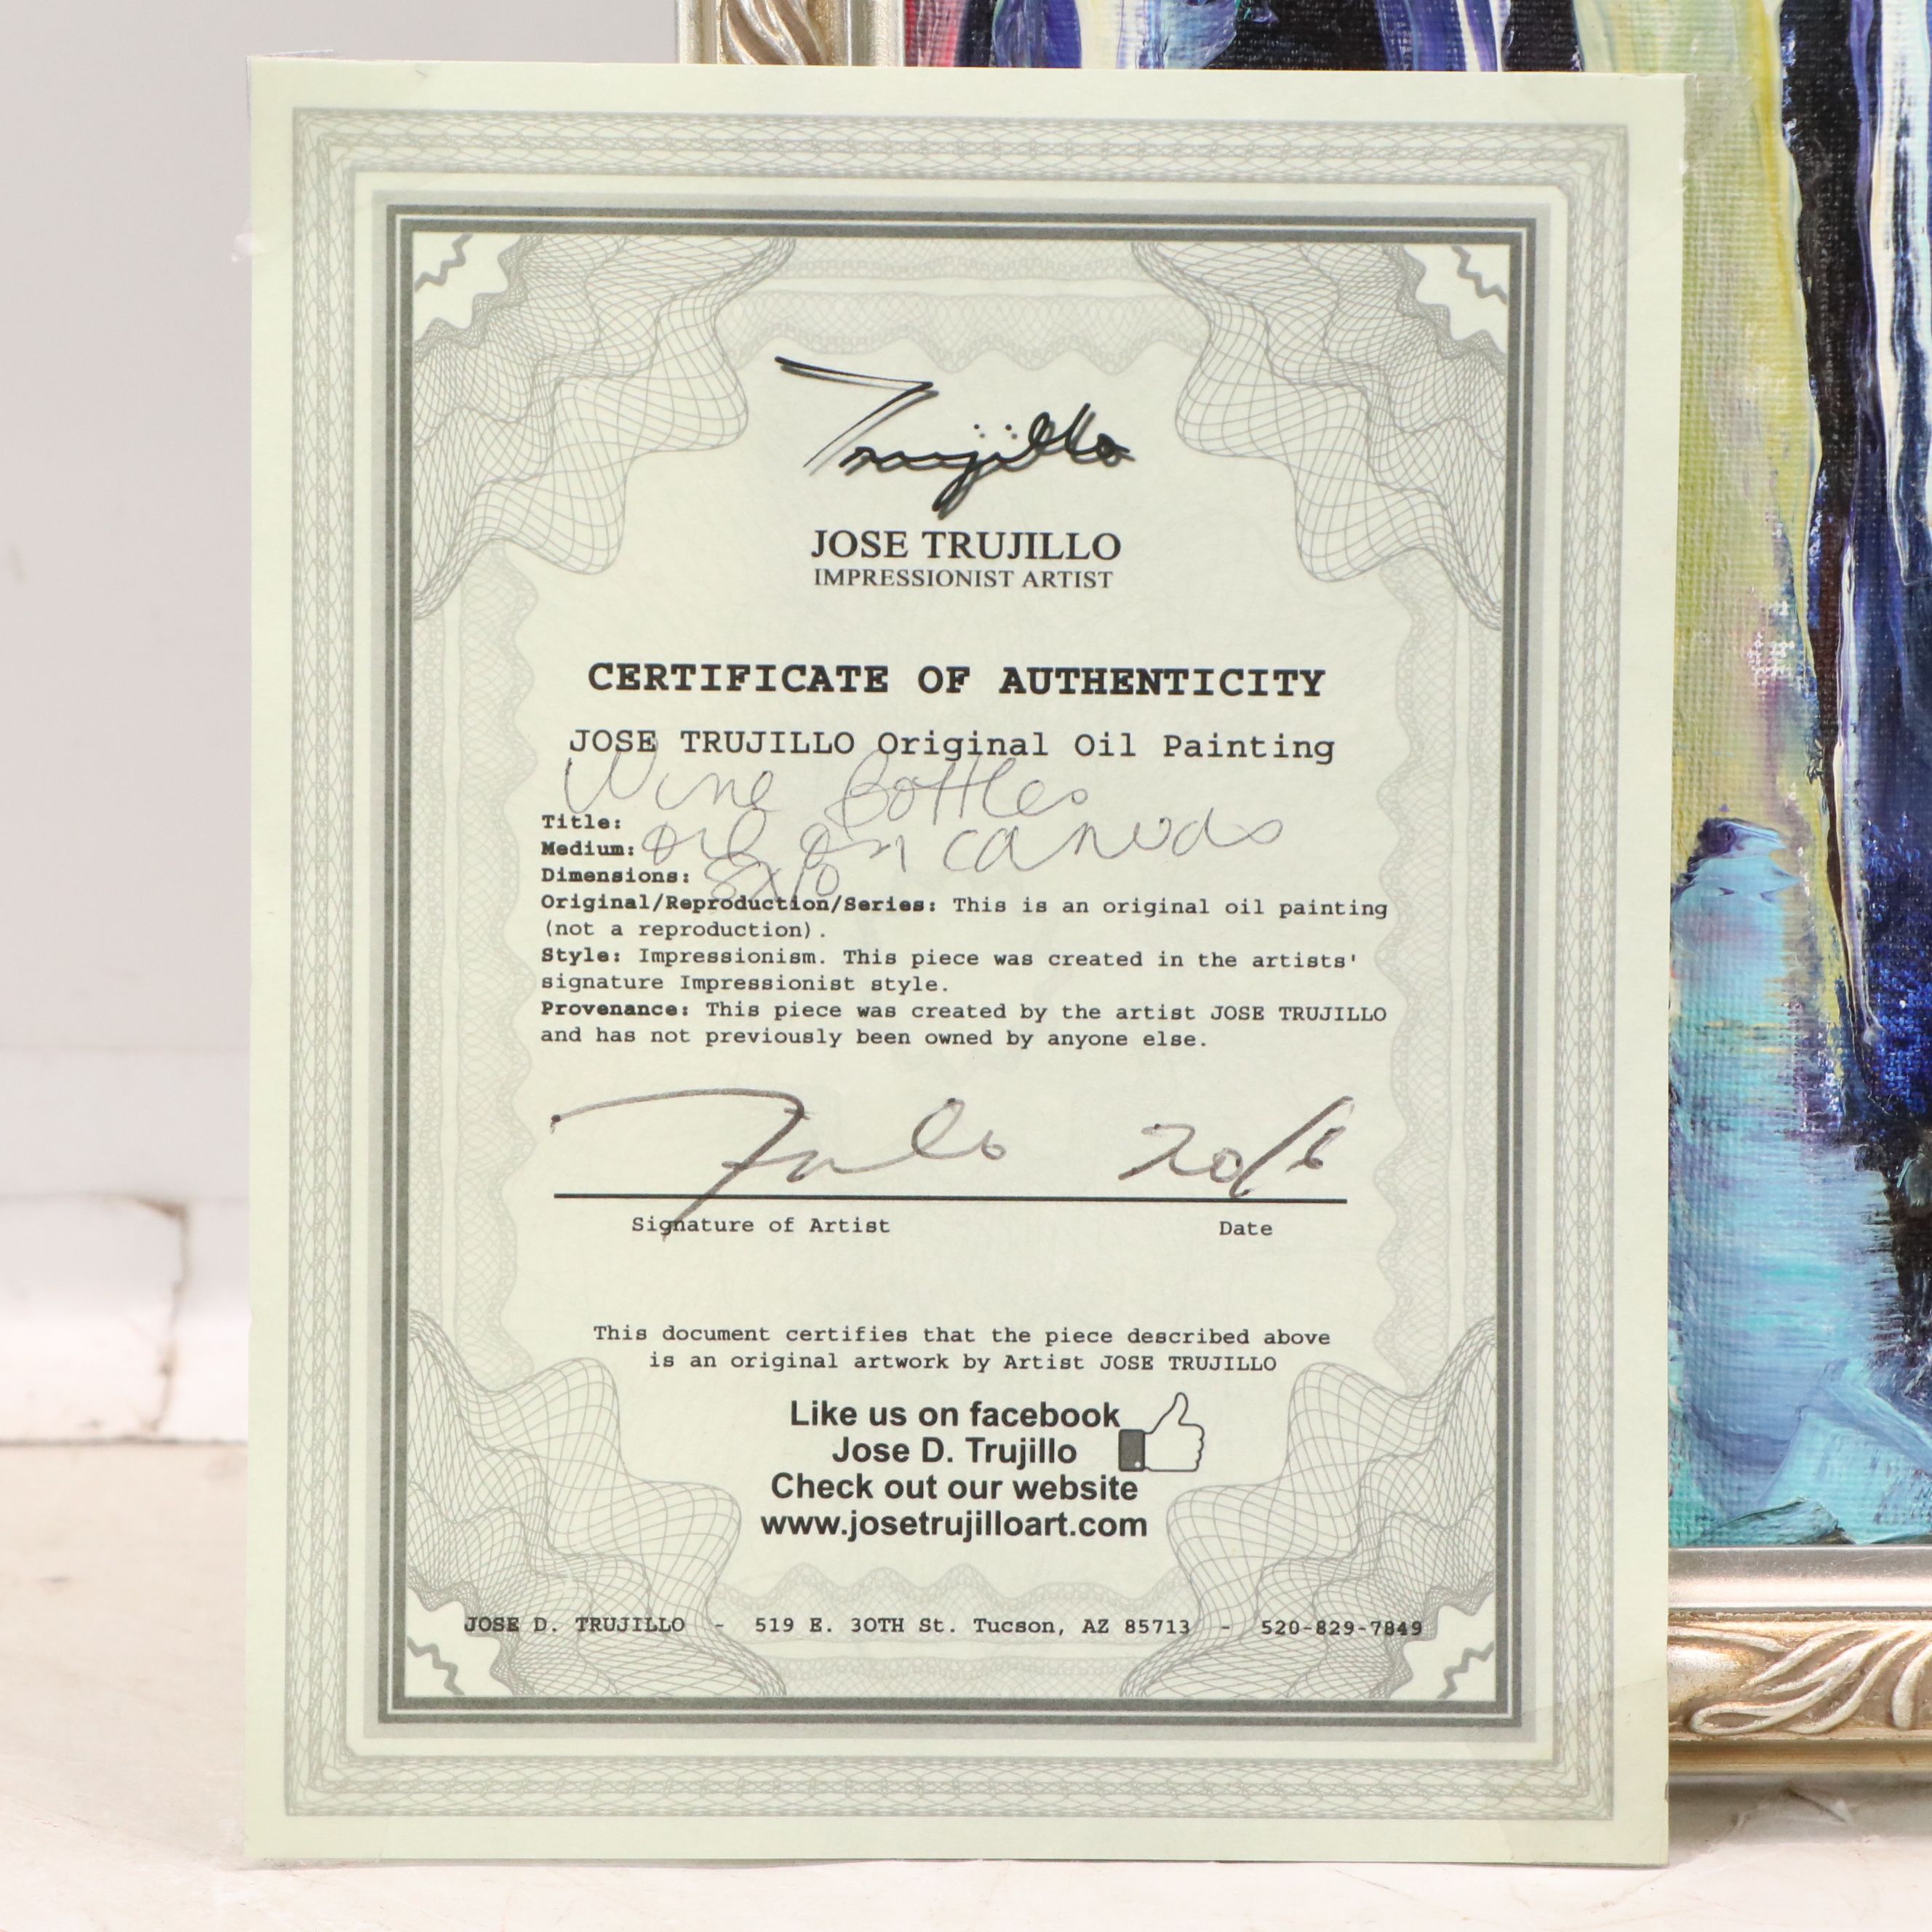 Trujillo
JOSE TRUJILLO
IMPRESSIONIST ARTIST
CERTIFICATE OF AUTHENTICITY
JOSE TRUJILLO Original Oil Painting
Title: Wine Bottles
Medium: Oil on canvas
Dimensions: 8x10
Original/Reproduction/Series: This is an original oil painting
(not a reproduction).
Style: Impressionism. This piece was created in the artists'
signature Impressionist style.
Provenance: This piece was created by the artist JOSE TRUJILLO
and has not previously been owned by anyone else.
Trujillo 2016
Signature of Artist Date
This document certifies that the piece described above
is an original artwork by Artist JOSE TRUJILLO
Like us on facebook
Jose D. Trujillo
Check out our website
www.josetrujilloart.com
JOSE D. TRUJILLO - 519 E. 30TH St. Tucson, AZ 85713 - 520-829-7849